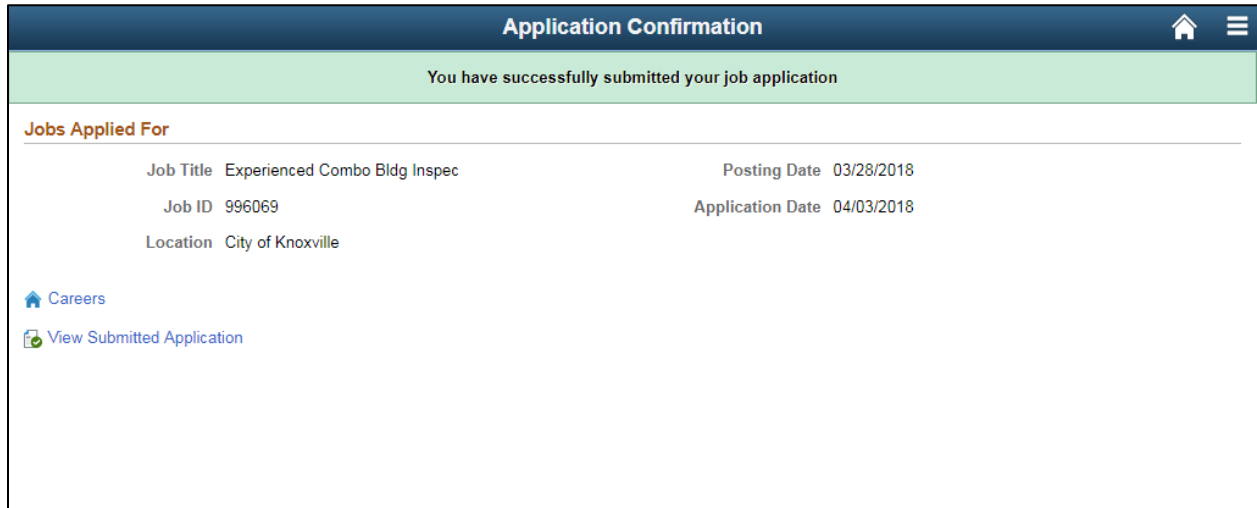 Application Confirmation
You have successfully submitted your job application
Jobs Applied For
Job Title Experienced Combo Bldg Inspec Posting Date 03/28/2018
Job ID 996069 Application Date 04/03/2018
Location City of Knoxville
Careers
View Submitted Application